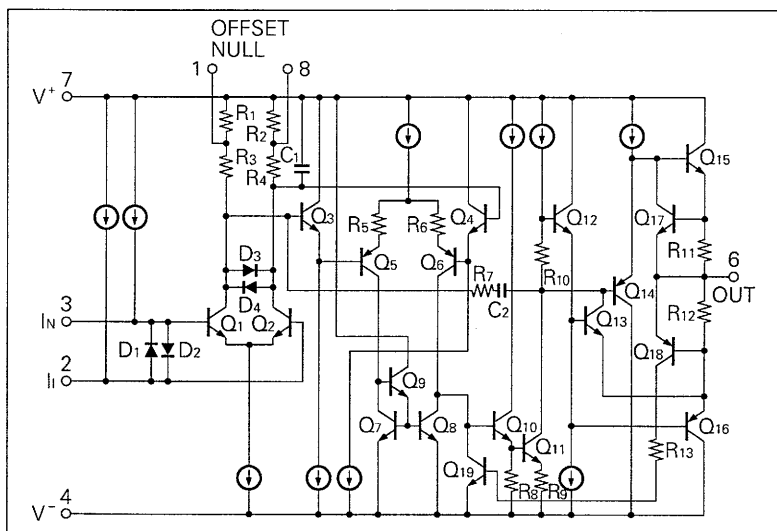 OFFSET
NULL
1
8
7
V+
R1
R2
R3
C1
R4
Q3
R5
R6
Q4
Q12
Q15
Q17
R11
6
OUT
Q5
Q6
R7
C2
R10
Q14
Q13
R12
D3
D4
3
IN
Q1
Q2
D1
D2
2
II
Q18
Q9
Q7
Q8
Q10
Q11
Q16
R13
Q19
R8
R9
4
V-